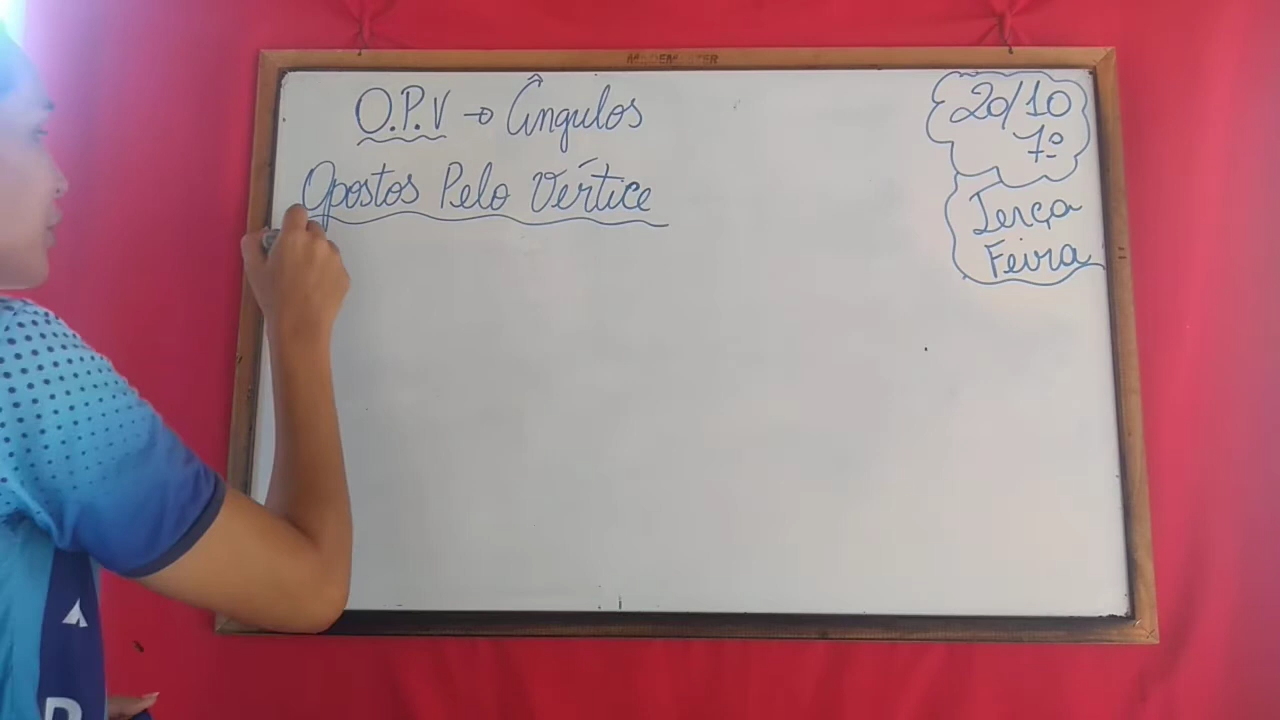 O.P.V → Ângulos
Opostos Pelo Vértice
20/10
7º
Terça
Feira